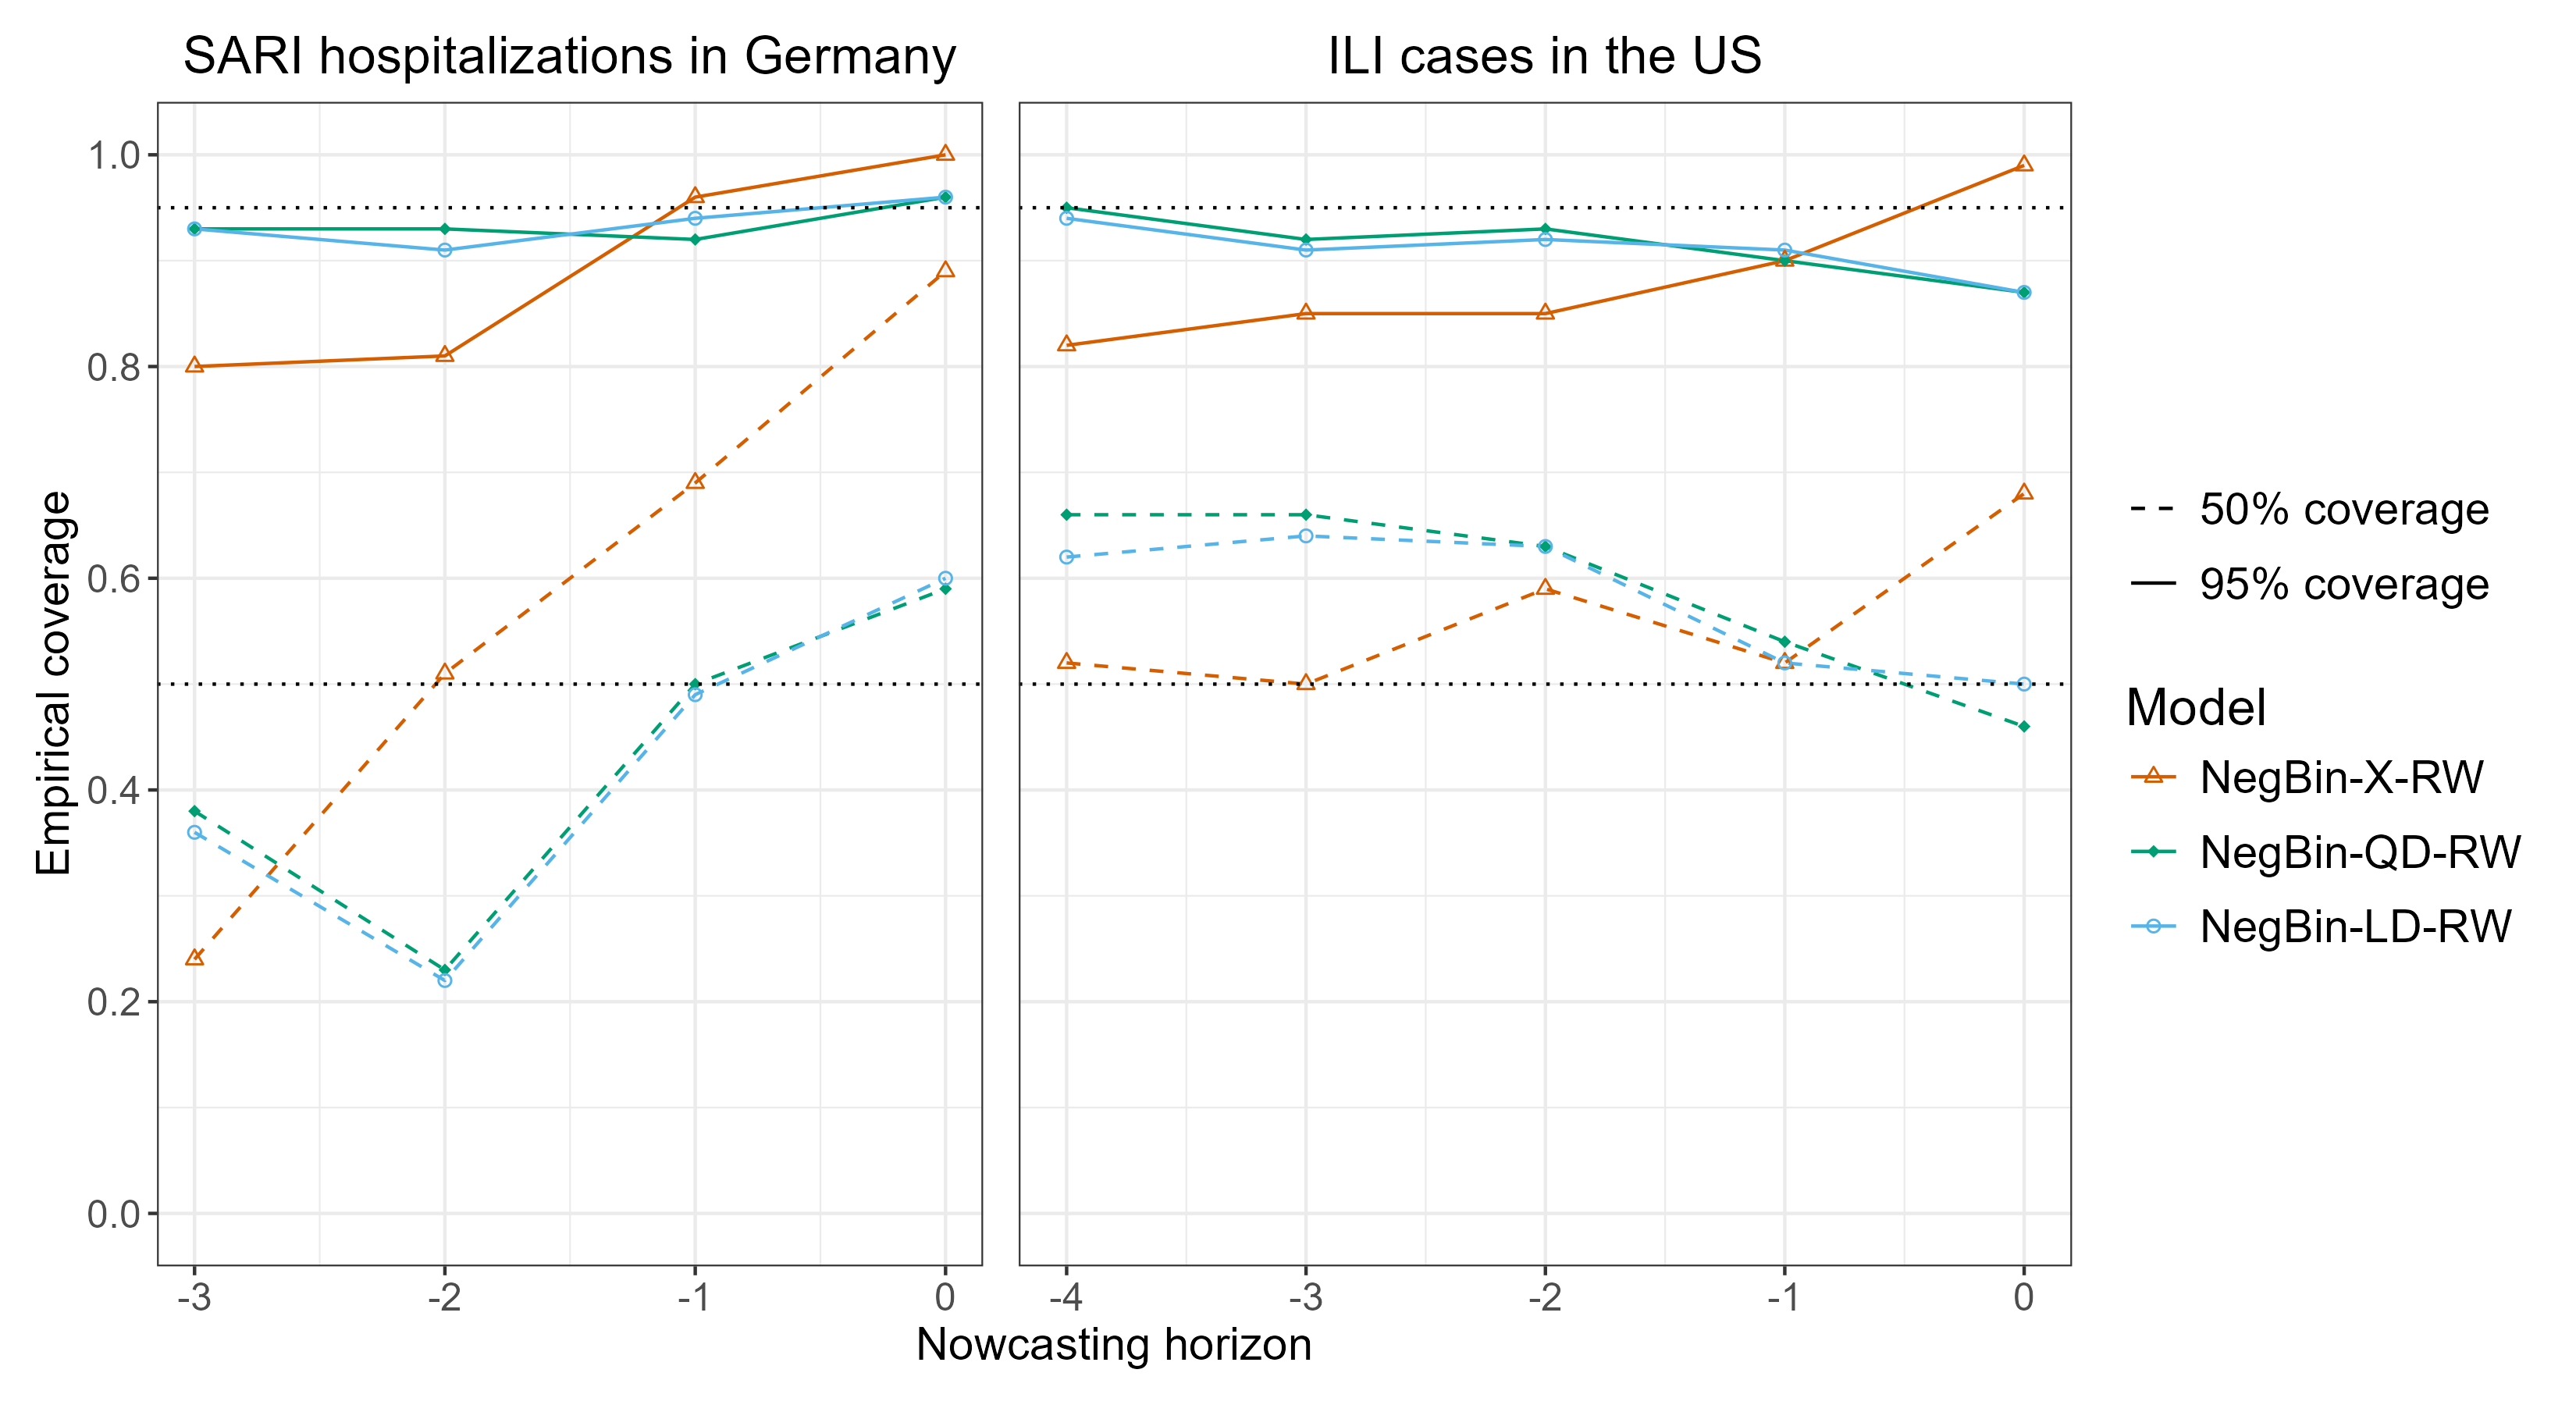 SARI hospitalizations in Germany
ILI cases in the US
Empirical coverage
1.0
0.8
0.6
0.4
0.2
0.0
-3
-2
-1
0
-4
-3
-2
-1
0
Nowcasting horizon
50% coverage
95% coverage
Model
NegBin-X-RW
NegBin-QD-RW
NegBin-LD-RW